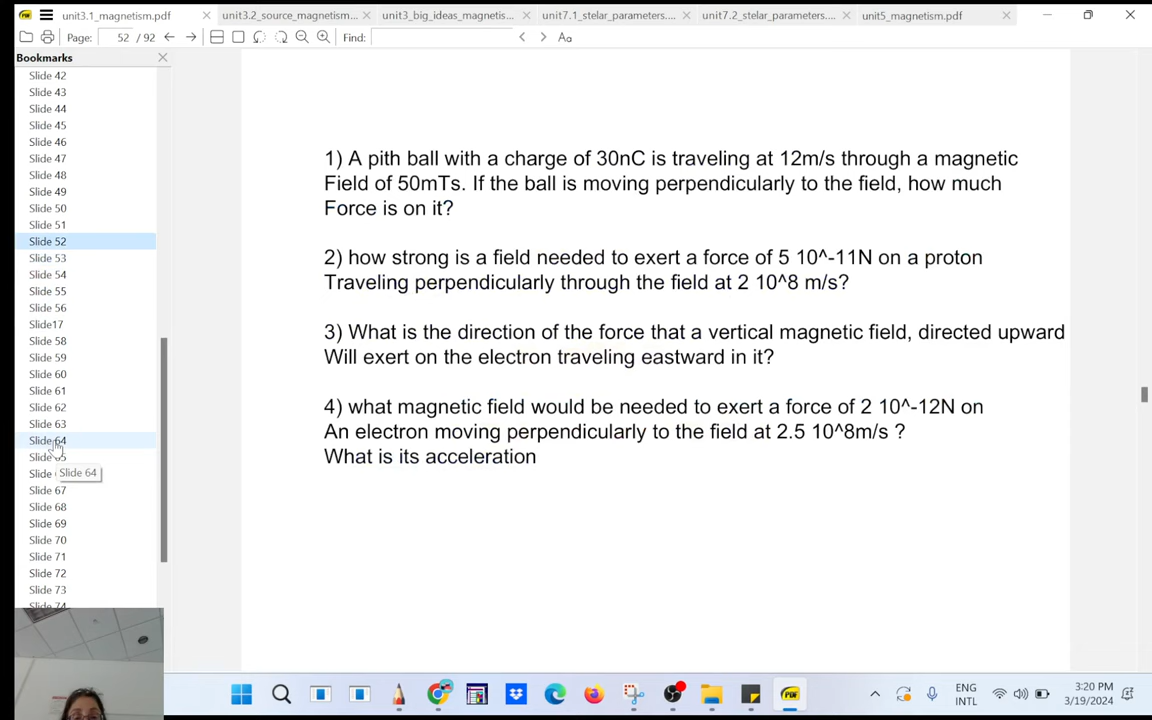 unit3.1_magnetism.pdf
unit3.2_source_magnetism....
unit3_big_ideas_magnetis....
unit7.1_stelar_parameters....
unit7.2_stelar_parameters....
unit5_magnetism.pdf
Page: 52 / 92
Find:
Aa
Bookmarks
Slide 42
Slide 43
Slide 44
Slide 45
Slide 46
Slide 47
Slide 48
Slide 49
Slide 50
Slide 51
Slide 52
Slide 53
Slide 54
Slide 55
Slide 56
Slide17
Slide 58
Slide 59
Slide 60
Slide 61
Slide 62
Slide 63
Slide 64
Slide 65
Slide
Slide 64
Slide 67
Slide 68
Slide 69
Slide 70
Slide 71
Slide 72
Slide 73
Slide 74
1) A pith ball with a charge of 30nC is traveling at 12m/s through a magnetic
Field of 50mTs. If the ball is moving perpendicularly to the field, how much
Force is on it?
2) how strong is a field needed to exert a force of 5 10^-11N on a proton
Traveling perpendicularly through the field at 2 10^8 m/s?
3) What is the direction of the force that a vertical magnetic field, directed upward
Will exert on the electron traveling eastward in it?
4) what magnetic field would be needed to exert a force of 2 10^-12N on
An electron moving perpendicularly to the field at 2.5 10^8m/s ?
What is its acceleration
PDF
ENG
INTL
3:20 PM
3/19/2024